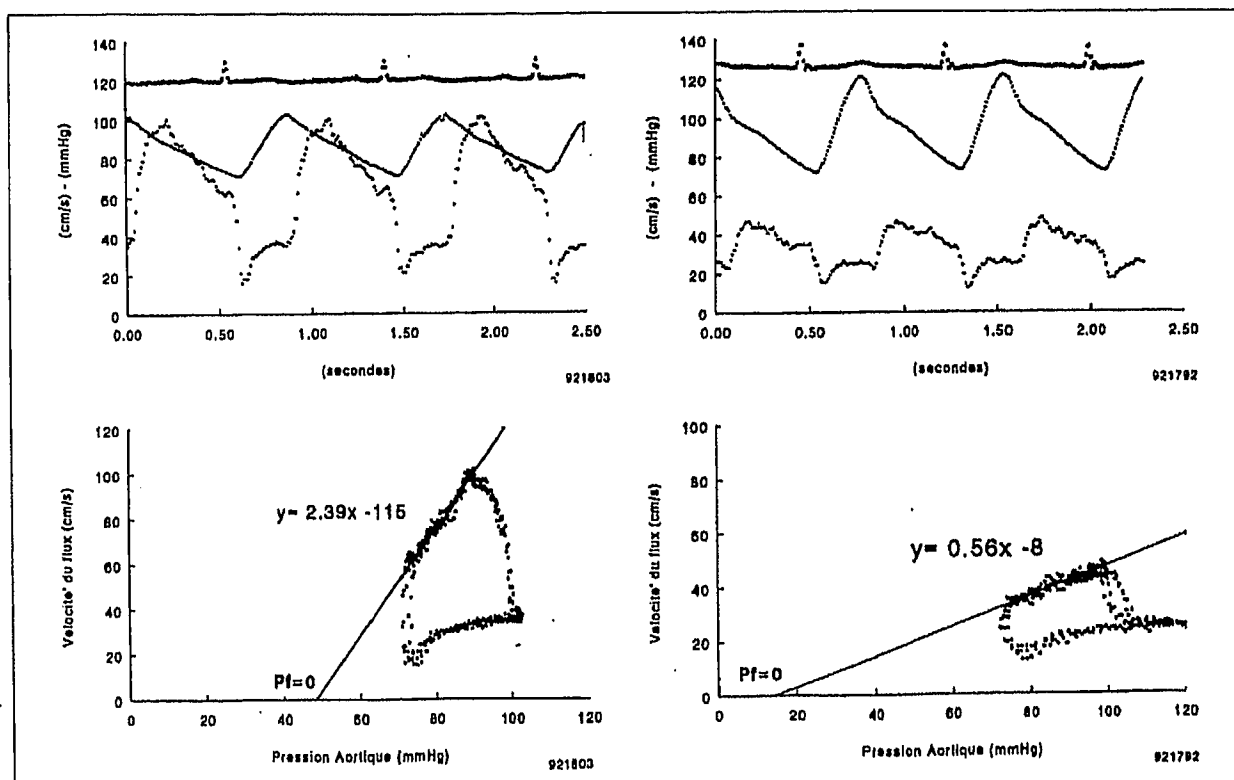 140
120
100
80
60
40
20
0
(cm/s) - (mmHg)
0.00 0.50 1.00 1.50 2.00 2.50
(secondes)
921803
140
120
100
80
60
40
20
0
(cm/s) - (mmHg)
0.00 0.50 1.00 1.50 2.00 2.50
(secondes)
921792
120
100
80
60
40
20
0
Velocite' du flux (cm/s)
y= 2.39x -115
Pf=0
0 20 40 60 80 100 120
Pression Aortique (mmHg)
921803
100
80
60
40
20
0
Velocite' du flux (cm/s)
y= 0.56x -8
Pf=0
0 20 40 60 80 100 120
Pression Aortique (mmHg)
921792